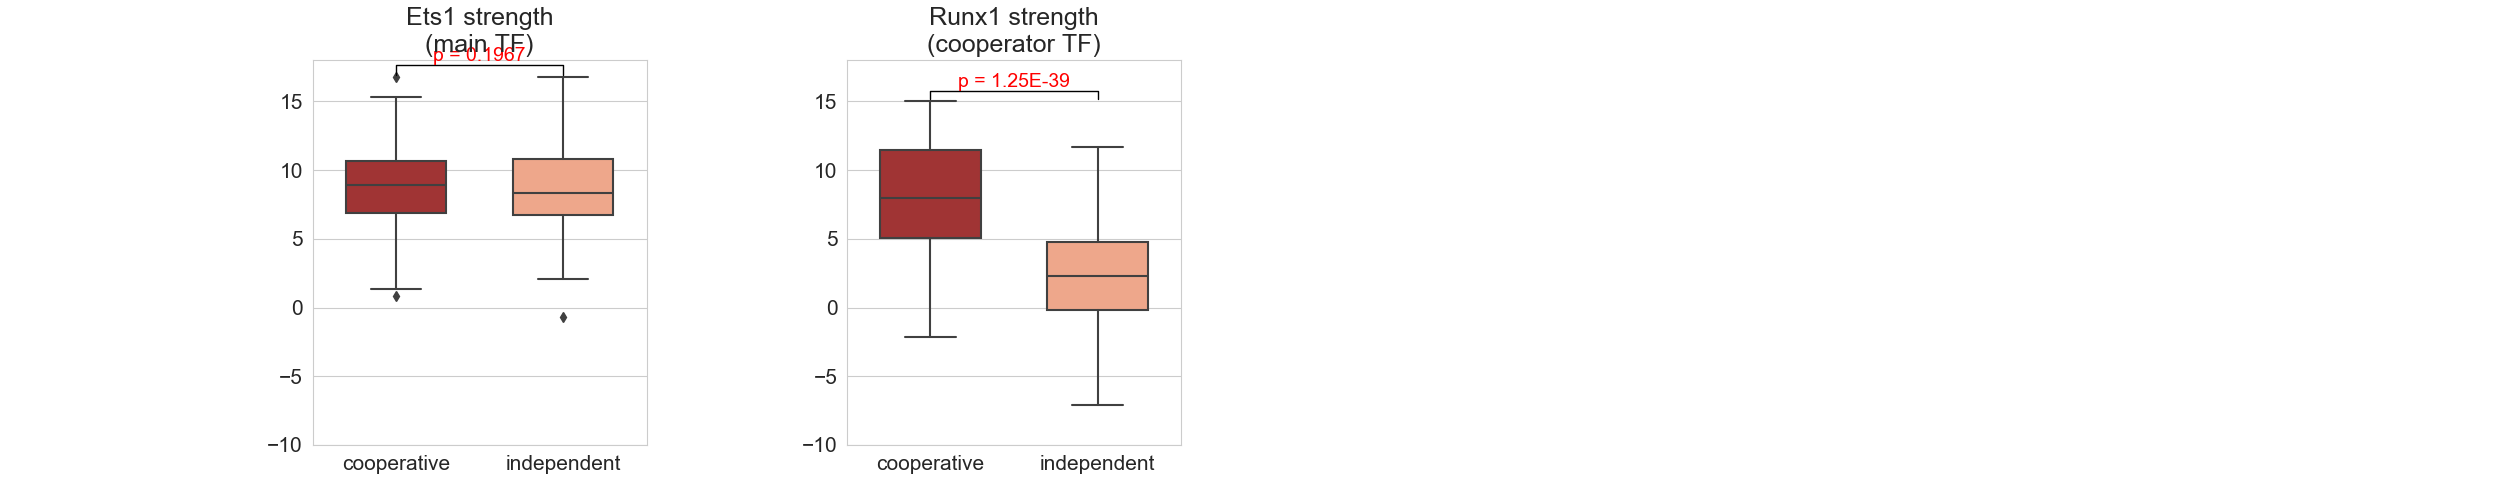 Ets1 strength
(main TF)
p = 0.1967
15
10
5
0
−5
−10
cooperative independent
Runx1 strength
(cooperator TF)
p = 1.25E-39
15
10
5
0
−5
−10
cooperative independent